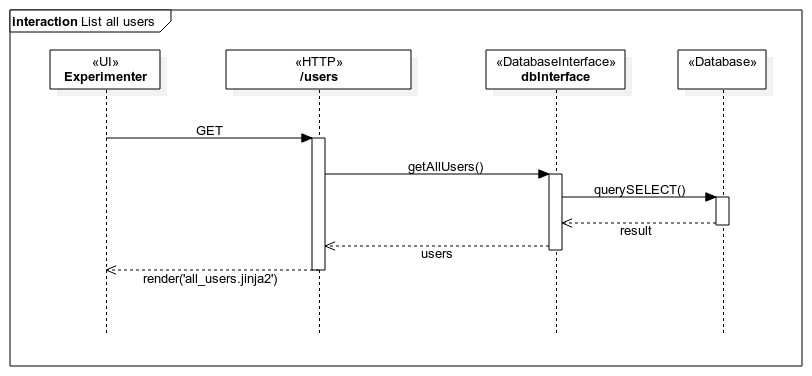 interaction List all users
«UI»
Experimenter
«HTTP»
/users
«DatabaseInterface»
dbInterface
«Database»
GET
getAllUsers()
querySELECT()
result
users
render('all_users.jinja2')